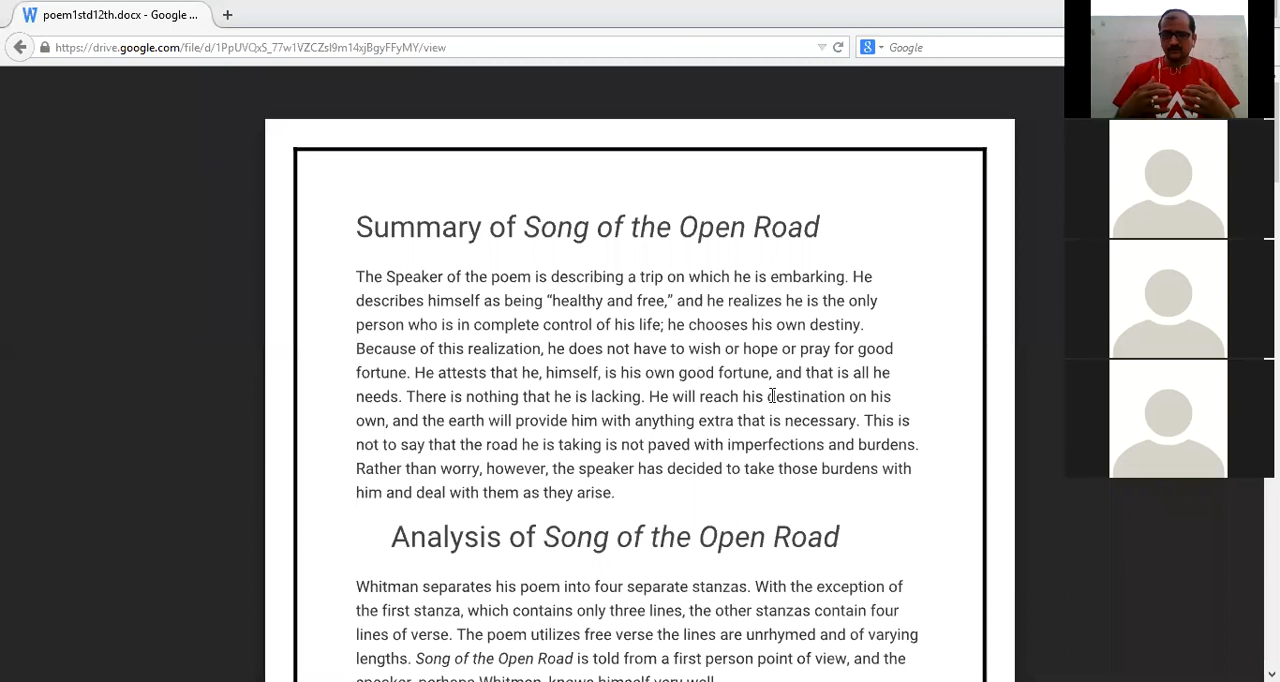 poem1std12th.docx - Google ...
https://drive.google.com/file/d/1PpUVQxS_77w1VZCZsI9m14xjBgyFFyMY/view
Google
Summary of Song of the Open Road
The Speaker of the poem is describing a trip on which he is embarking. He
describes himself as being “healthy and free,” and he realizes he is the only
person who is in complete control of his life; he chooses his own destiny.
Because of this realization, he does not have to wish or hope or pray for good
fortune. He attests that he, himself, is his own good fortune, and that is all he
needs. There is nothing that he is lacking. He will reach his destination on his
own, and the earth will provide him with anything extra that is necessary. This is
not to say that the road he is taking is not paved with imperfections and burdens.
Rather than worry, however, the speaker has decided to take those burdens with
him and deal with them as they arise.
Analysis of Song of the Open Road
Whitman separates his poem into four separate stanzas. With the exception of
the first stanza, which contains only three lines, the other stanzas contain four
lines of verse. The poem utilizes free verse the lines are unrhymed and of varying
lengths. Song of the Open Road is told from a first person point of view, and the
speaker, perhaps Whitman, knows himself very well.